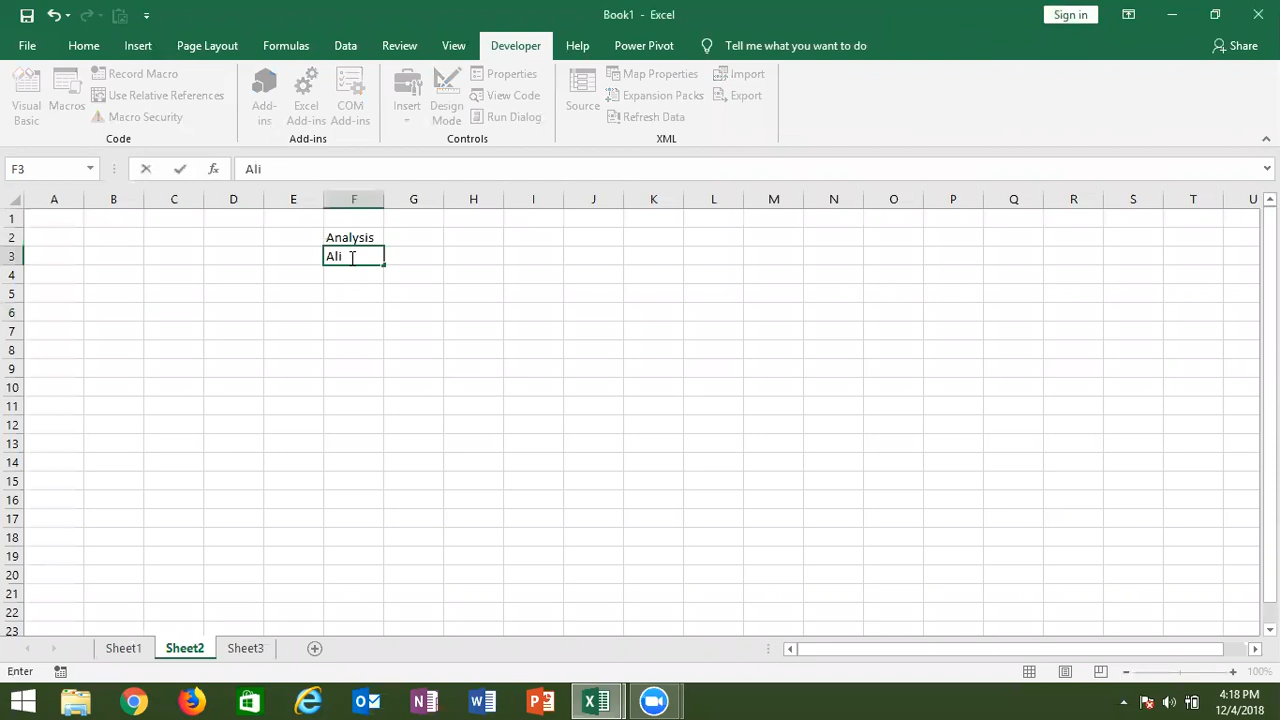 Book1 - Excel
Sign in
File Home Insert Page Layout Formulas Data Review View Developer Help Power Pivot Tell me what you want to do Share
Visual Basic
Macros
Record Macro
Use Relative References
Macro Security
Code
Add-ins
Excel Add-ins
COM Add-ins
Add-ins
Insert
Design Mode
Properties
View Code
Run Dialog
Controls
Source
Map Properties
Expansion Packs
Refresh Data
Import
Export
XML
F3 fx Ali
A B C D E F G H I J K L M N O P Q R S T U
1
2 Analysis
3 Ali
4
5
6
7
8
9
10
11
12
13
14
15
16
17
18
19
20
21
22
23
Sheet1 Sheet2 Sheet3
Enter 100%
4:18 PM
12/4/2018